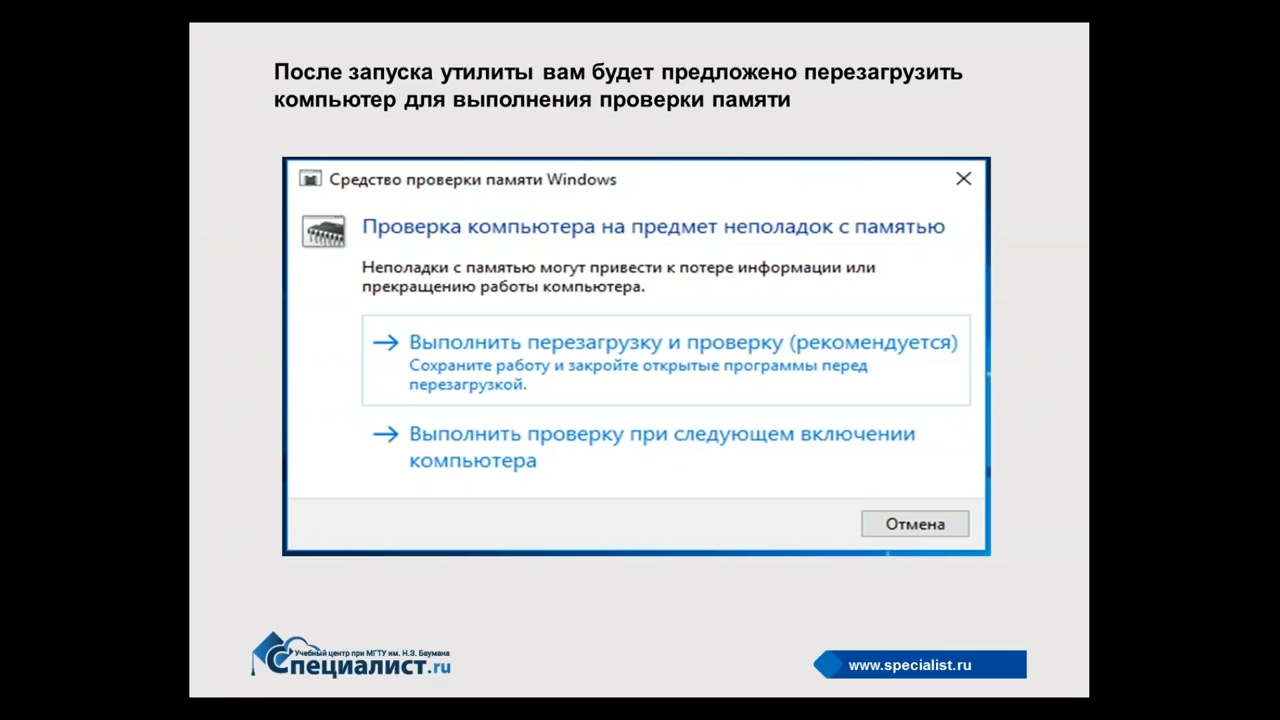 После запуска утилиты вам будет предложено перезагрузить
компьютер для выполнения проверки памяти
Средство проверки памяти Windows
Проверка компьютера на предмет неполадок с памятью
Неполадки с памятью могут привести к потере информации или
прекращению работы компьютера.
Выполнить перезагрузку и проверку (рекомендуется)
Сохраните работу и закройте открытые программы перед
перезагрузкой.
Выполнить проверку при следующем включении
компьютера
Отмена
Учебный центр при МГТУ им. Н.Э. Баумана
Специалист.ru
www.specialist.ru